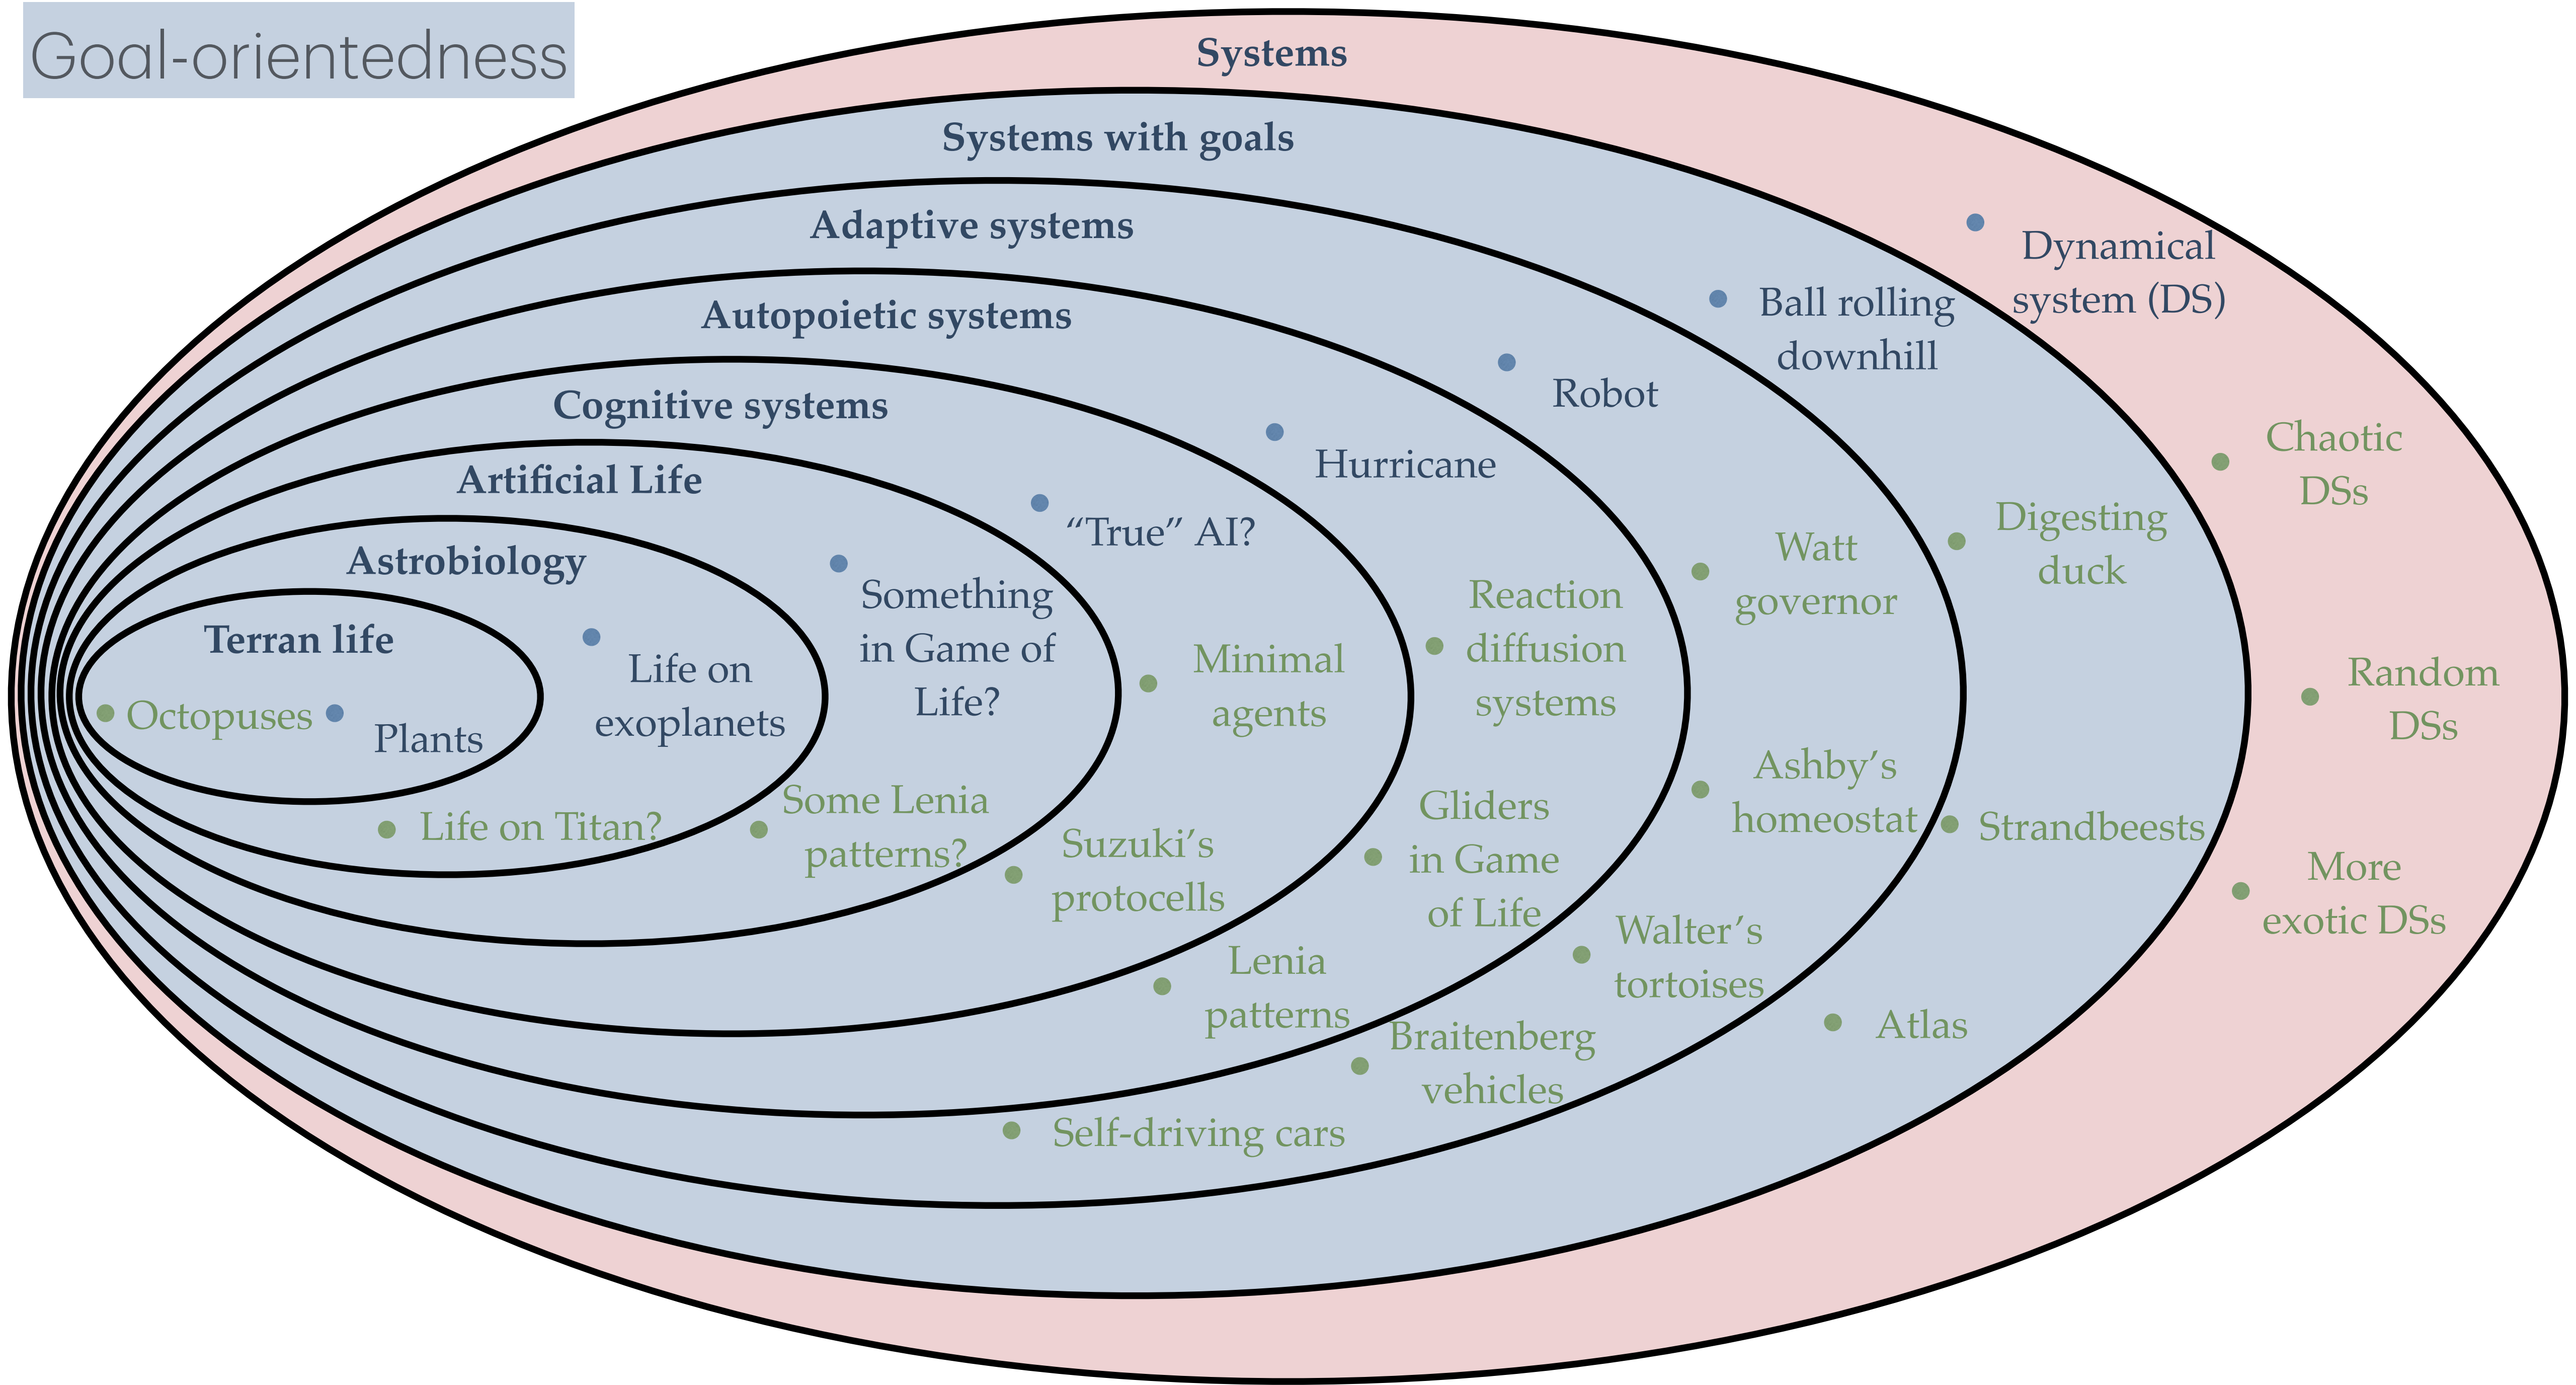 Goal-orientedness
Systems
Systems with goals
Adaptive systems
Autopoietic systems
Cognitive systems
Artificial Life
Astrobiology
Terran life
Octopuses
Plants
Life on
exoplanets
Life on Titan?
Something
in Game of
Life?
Some Lenia
patterns?
“True” AI?
Minimal
agents
Suzuki’s
protocells
Hurricane
Reaction
diffusion
systems
Gliders
in Game
of Life
Lenia
patterns
Robot
Watt
governor
Ashby’s
homeostat
Walter’s
tortoises
Braitenberg
vehicles
Self-driving cars
Ball rolling
downhill
Digesting
duck
Strandbeests
Atlas
Dynamical
system (DS)
Chaotic
DSs
Random
DSs
More
exotic DSs